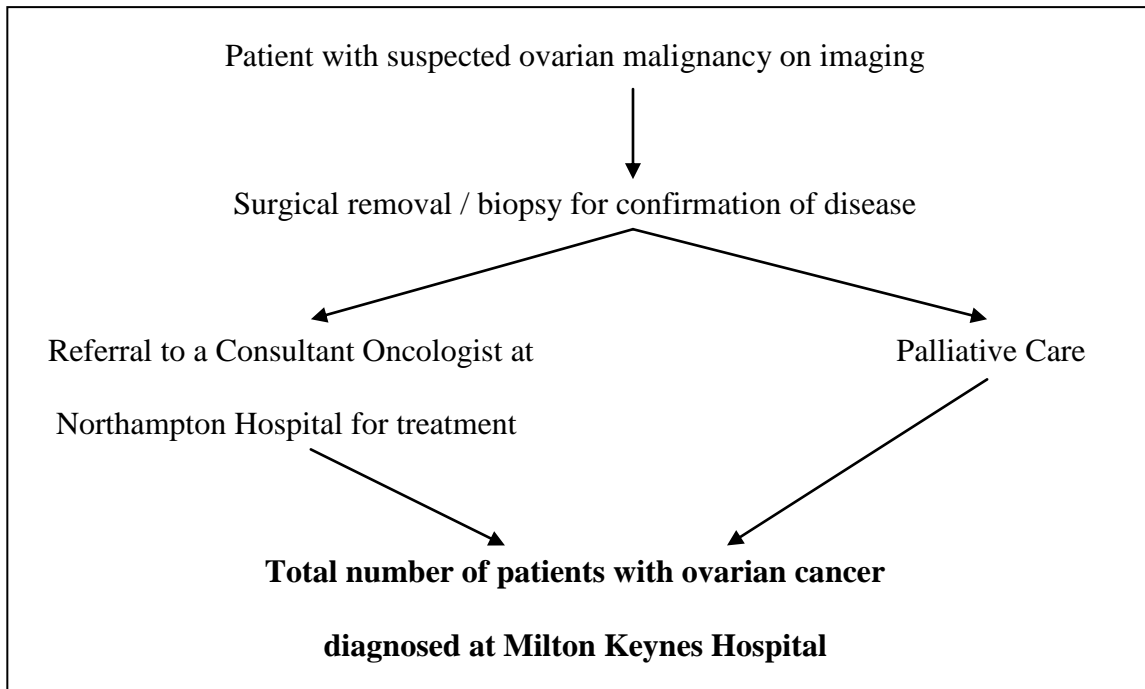 Patient with suspected ovarian malignancy on imaging
Surgical removal / biopsy for confirmation of disease
Referral to a Consultant Oncologist at
Northampton Hospital for treatment
Palliative Care
Total number of patients with ovarian cancer
diagnosed at Milton Keynes Hospital